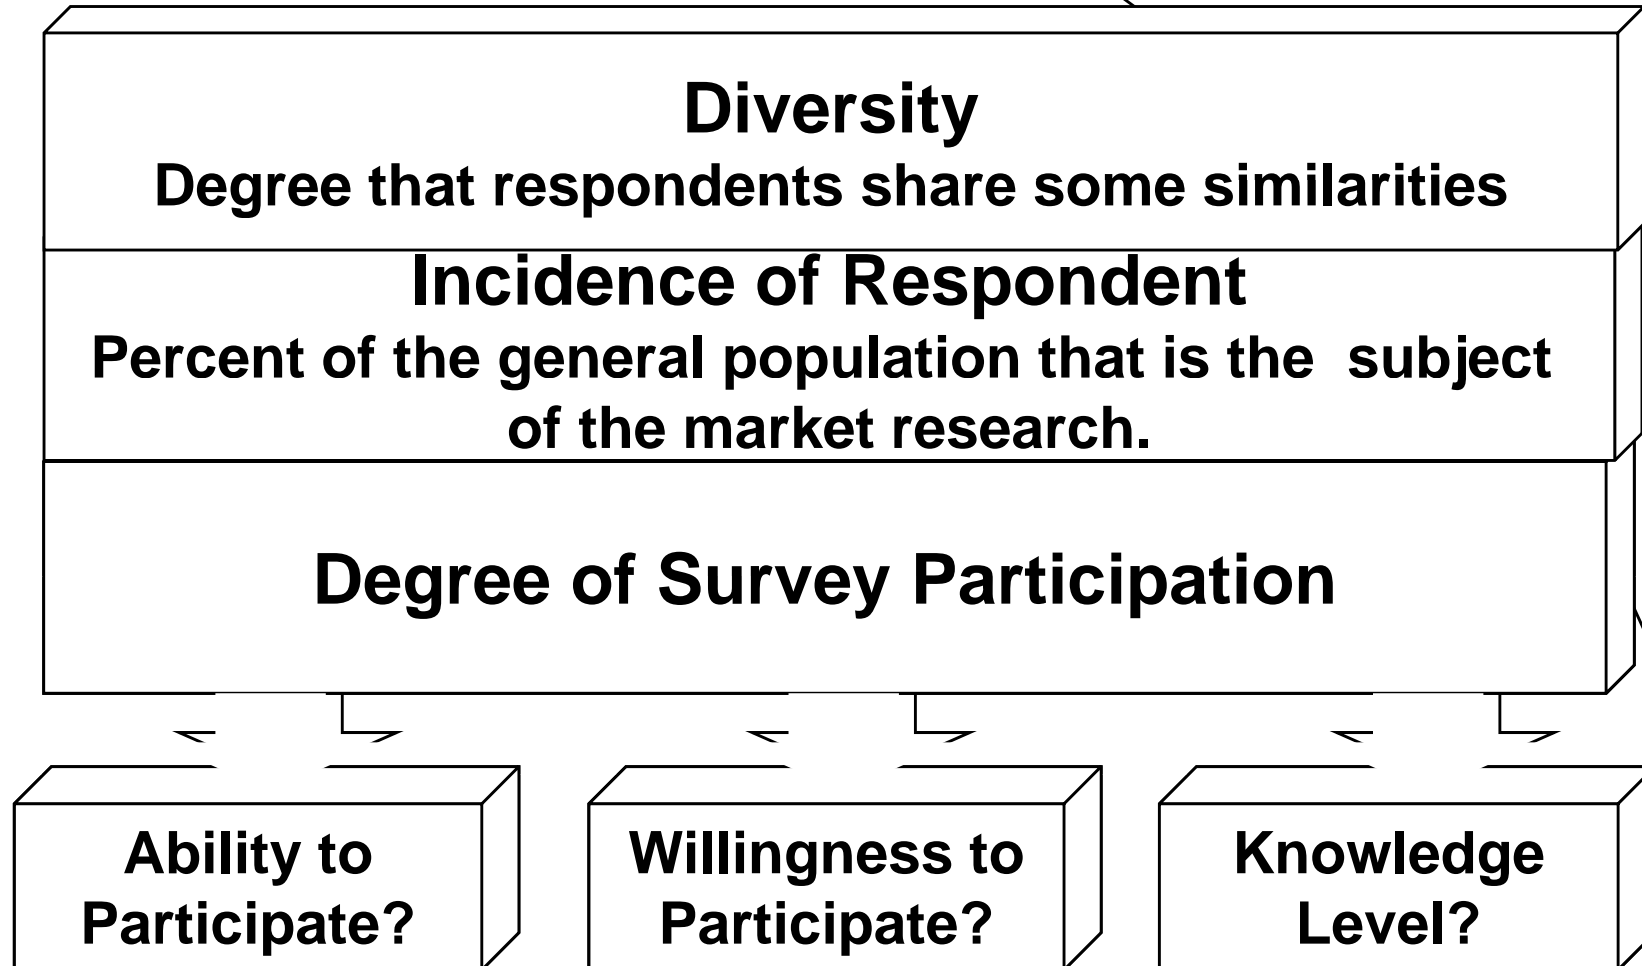 Diversity
Degree that respondents share some similarities
Incidence of Respondent
Percent of the general population that is the  subject
of the market research.
Degree of Survey Participation
Ability to
Participate?
Willingness to
Participate?
Knowledge
Level?